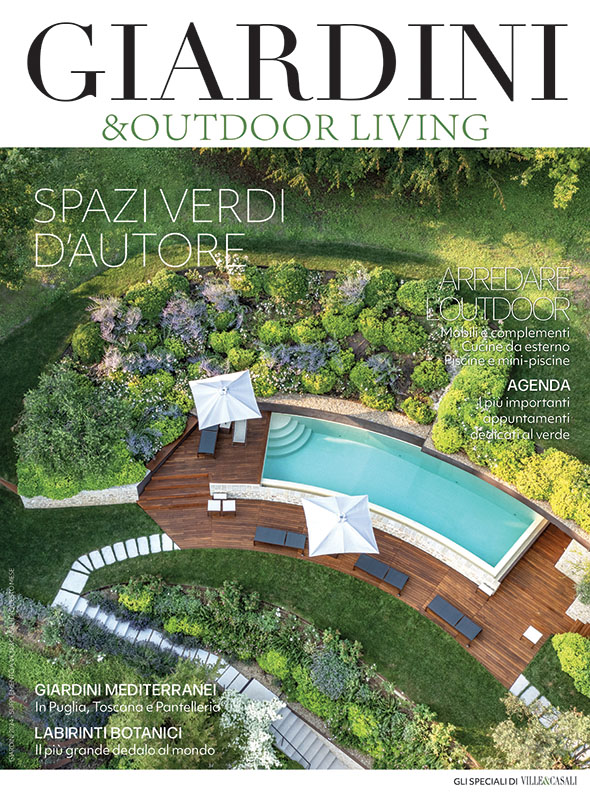 GIARDINI
&OUTDOOR LIVING
SPAZI VERDI
D'AUTORE
ARREDARE
L'OUTDOOR
Mobili e complementi
Cucine da esterno
Piscine e mini-piscine
AGENDA
I più importanti
appuntamenti
dedicati al verde
GIARDINI MEDITERRANEI
In Puglia, Toscana e Pantelleria
LABIRINTI BOTANICI
Il più grande dedalo al mondo
GLI SPECIALI DI VILLE&CASALI